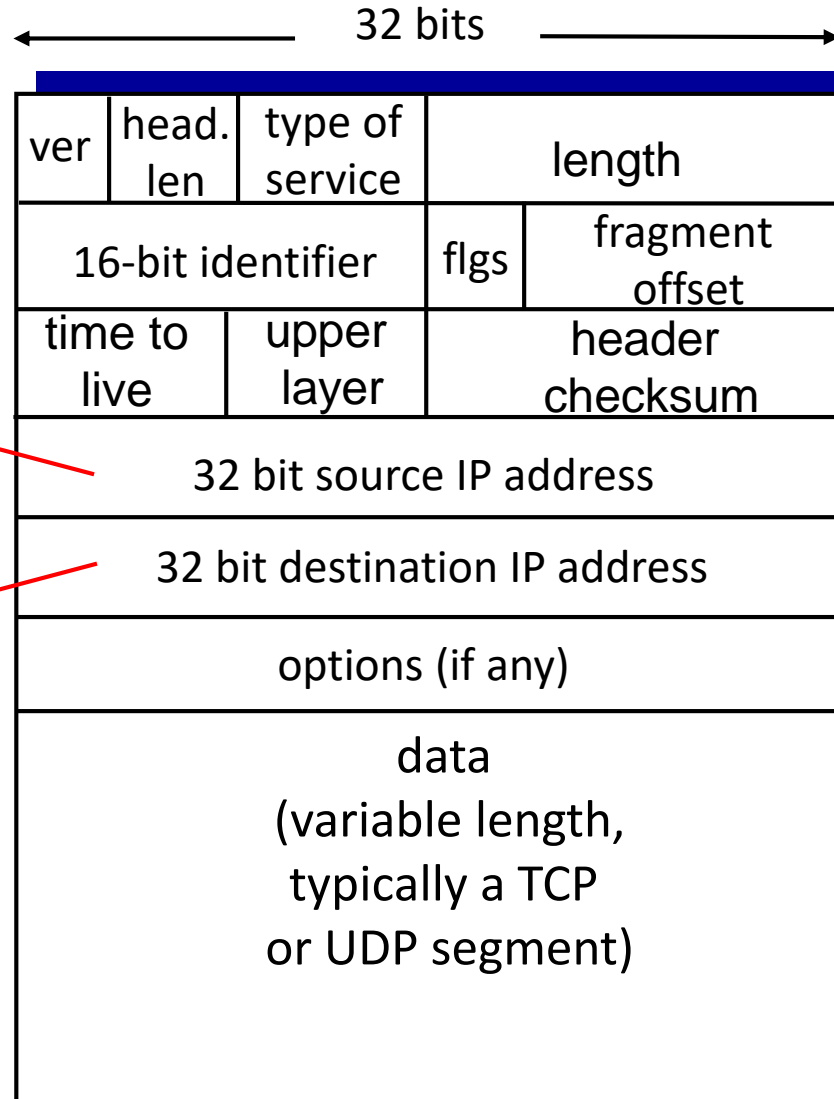 32 bits
ver
head.
len
type of
service
length
16-bit identifier
flgs
fragment
offset
time to
live
upper
layer
header
checksum
32 bit source IP address
32 bit destination IP address
options (if any)
data
(variable length,
typically a TCP
or UDP segment)